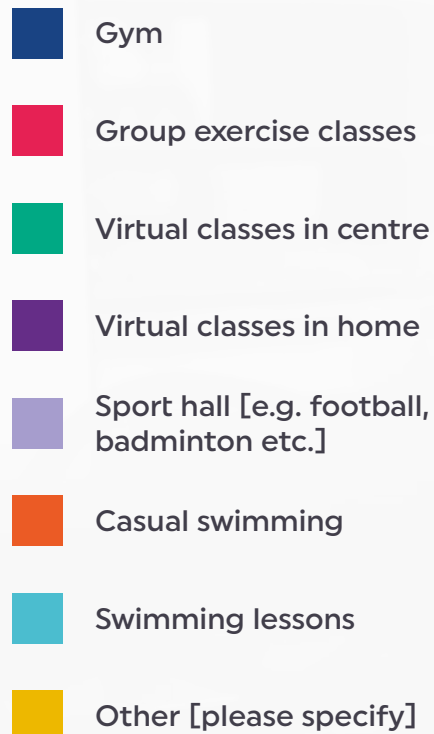 Gym
Group exercise classes
Virtual classes in centre
Virtual classes in home
Sport hall [e.g. football,
badminton etc.]
Casual swimming
Swimming lessons
Other [please specify]